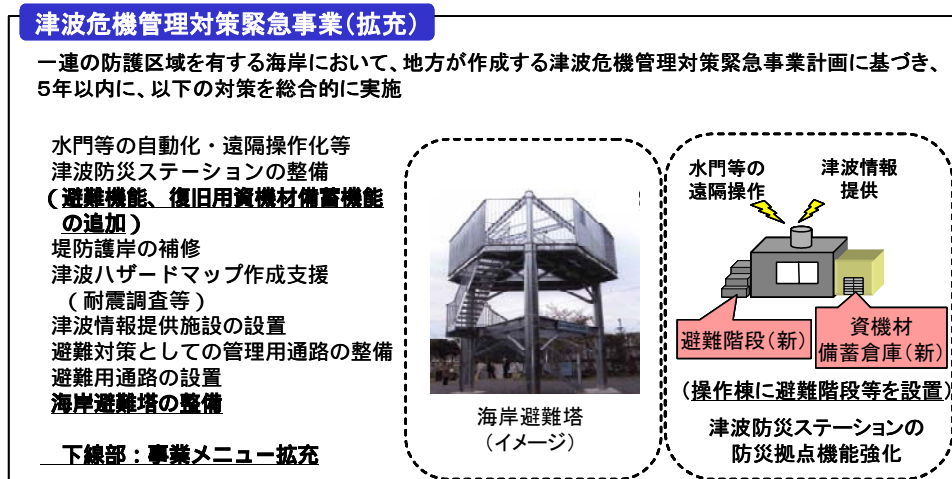 津波危機管理対策緊急事業（拡充）
一連の防護区域を有する海岸において、地方が作成する津波危機管理対策緊急事業計画に基づき、
５年以内に、以下の対策を総合的に実施
水門等の自動化・遠隔操作化等
津波防災ステーションの整備
（避難機能、復旧用資機材備蓄機能
の追加）
堤防護岸の補修
津波ハザードマップ作成支援
（耐震調査等）
津波情報提供施設の設置
避難対策としての管理用通路の整備
避難用通路の設置
海岸避難塔の整備
下線部：事業メニュー拡充
海岸避難塔
（イメージ）
水門等の
遠隔操作
津波情報
提供
避難階段（新）
資機材
備蓄倉庫（新）
（操作棟に避難階段等を設置）
津波防災ステーションの
防災拠点機能強化